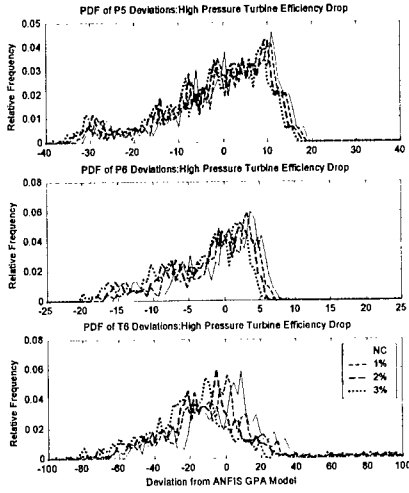 PDF of P5 Deviations:High Pressure Turbine Efficiency Drop
0.05
0.04
0.03
0.02
0.01
0
Relative Frequency
-40 -30 -20 -10 0 10 20 30 40
PDF of P6 Deviations:High Pressure Turbine Efficiency Drop
0.08
0.06
0.04
0.02
0
Relative Frequency
-25 -20 -15 -10 -5 0 5 10 15 20 25
PDF of T6 Deviations:High Pressure Turbine Efficiency Drop
0.08
0.06
0.04
0.02
0
Relative Frequency
NC
1%
2%
3%
-100 -80 -60 -40 -20 0 20 40 60 80 100
Deviation from ANFIS GPA Model